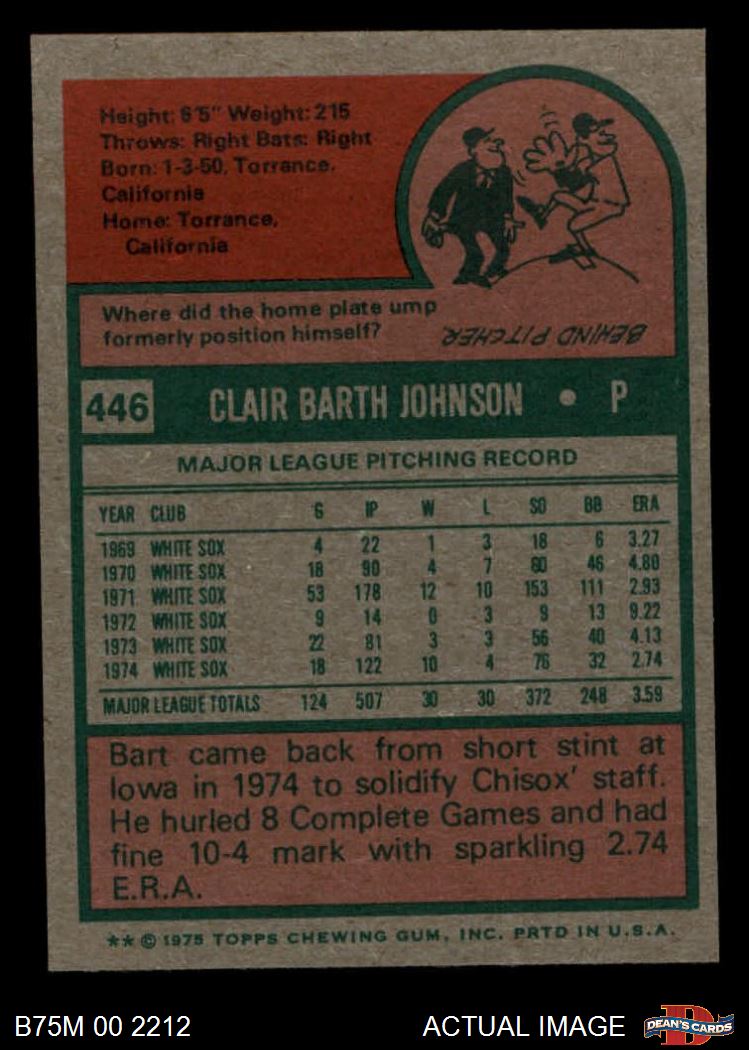 Height: 6'5" Weight: 215
Throws: Right Bats: Right
Born: 1-3-50, Torrance,
California
Home: Torrance,
California
Where did the home plate ump
formerly position himself?
BEHIND PITCHER
446 CLAIR BARTH JOHNSON • P
MAJOR LEAGUE PITCHING RECORD
YEAR CLUB G IP W L SO BB ERA
1969 WHITE SOX 4 22 1 3 18 6 3.27
1970 WHITE SOX 18 90 4 7 60 46 4.80
1971 WHITE SOX 53 178 12 10 153 111 2.93
1972 WHITE SOX 9 14 0 3 9 13 9.22
1973 WHITE SOX 22 81 3 3 56 40 4.13
1974 WHITE SOX 18 122 10 4 76 32 2.74
MAJOR LEAGUE TOTALS 124 507 30 30 372 248 3.59
Bart came back from short stint at
Iowa in 1974 to solidify Chisox' staff.
He hurled 8 Complete Games and had
fine 10-4 mark with sparkling 2.74
E.R.A.
** © 1975 TOPPS CHEWING GUM, INC. PRTD IN U.S.A.
B75M 00 2212 ACTUAL IMAGE D DEAN'S CARDS